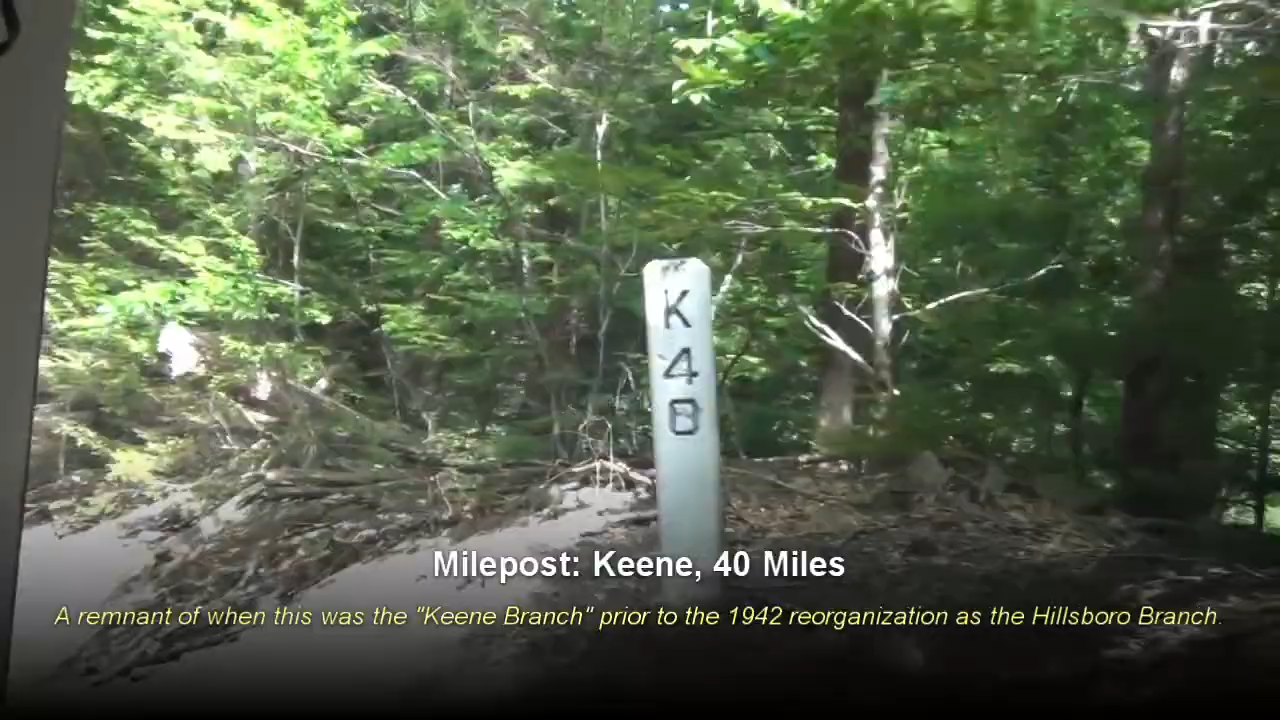 K
4
8
Milepost: Keene, 40 Miles
A remnant of when this was the "Keene Branch" prior to the 1942 reorganization as the Hillsboro Branch.